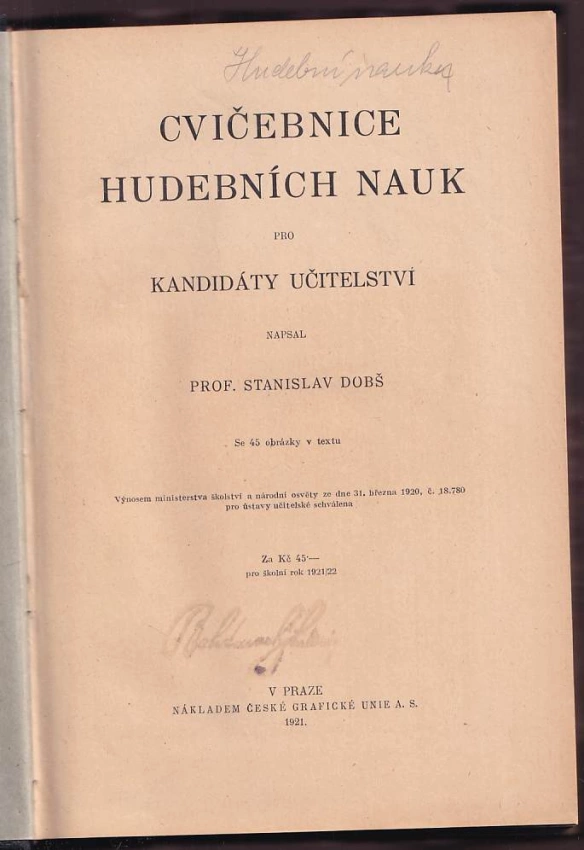 Hudební nauka
CVIČEBNICE
HUDEBNÍCH NAUK
PRO
KANDIDÁTY UČITELSTVÍ
NAPSAL
PROF. STANISLAV DOBŠ
Se 45 obrázky v textu
Výnosem ministerstva školství a národní osvěty ze dne 31. března 1920, č. 18.780
pro ústavy učitelské schválena
Za Kč 45·—
pro školní rok 1921/22
V PRAZE
NÁKLADEM ČESKÉ GRAFICKÉ UNIE A. S.
1921.